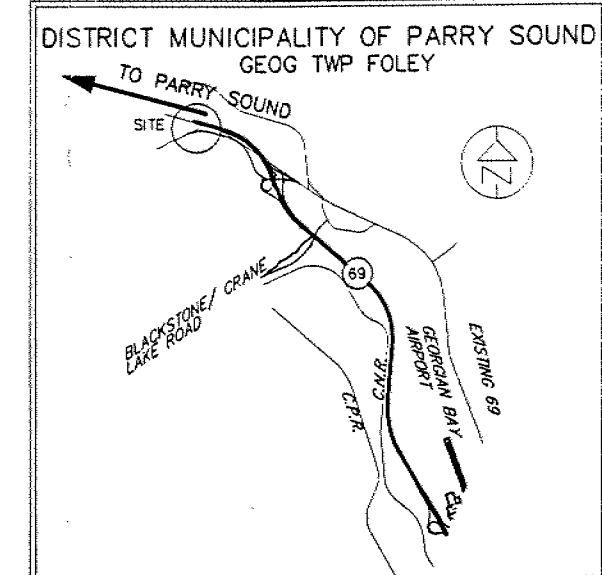 DISTRICT MUNICIPALITY OF PARRY SOUND
GEOG TWP FOLEY
TO PARRY SOUND
SITE
N
69
BLACKSTONE/ CRANE
LAKE ROAD
EXISTING 69
GEORGIAN BAY
AIRPORT
C.N.R.
C.P.R.